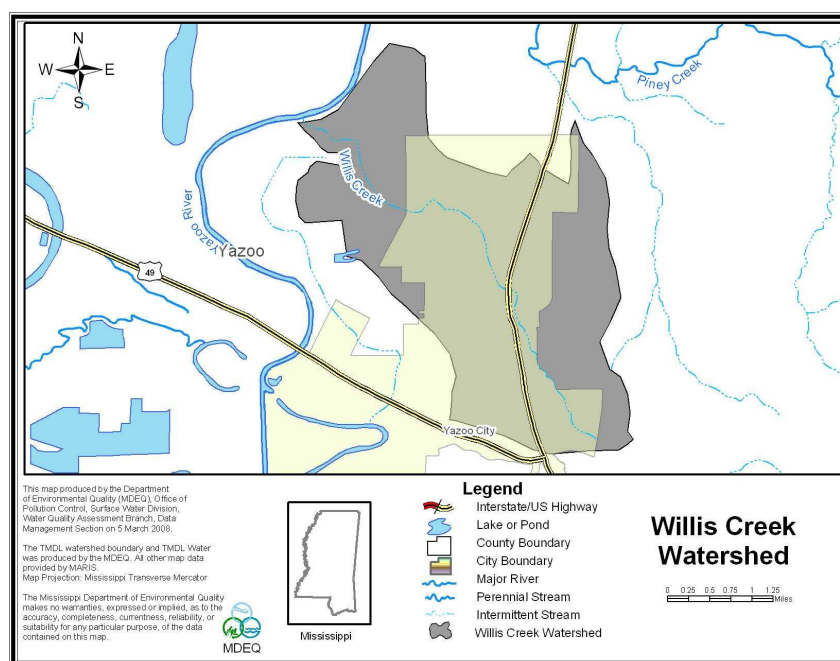 N
W E
S
Piney Creek
Willis Creek
Yazoo River
Yazoo
49
Yazoo City
This map produced by the Department
of Environmental Quality (MDEQ), Office of
Pollution Control, Surface Water Division,
Water Quality Assessment Branch, Data
Management Section on 5 March 2008.
The TMDL watershed boundary and TMDL Water
was produced by the MDEQ. All other map data
provided by MARIS.
Map Projection: Mississippi Transverse Mercator
The Mississippi Department of Environmental Quality
makes no warranties, expressed or implied, as to the
accuracy, completeness, currentness, reliability, or
suitability for any particular purpose, of the data
contained on this map.
MDEQ
Mississippi
Legend
Interstate/US Highway
Lake or Pond
County Boundary
City Boundary
Major River
Perennial Stream
Intermittent Stream
Willis Creek Watershed
Willis Creek
Watershed
0 0.25 0.5 0.75 1 1.25
Miles